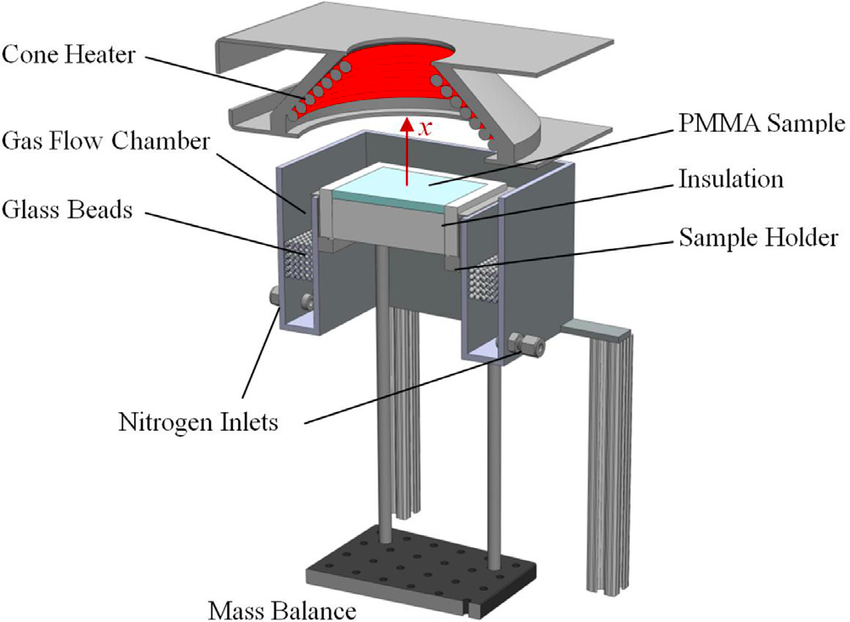 Cone Heater
x
PMMA Sample
Gas Flow Chamber
Insulation
Glass Beads
Sample Holder
Nitrogen Inlets
Mass Balance